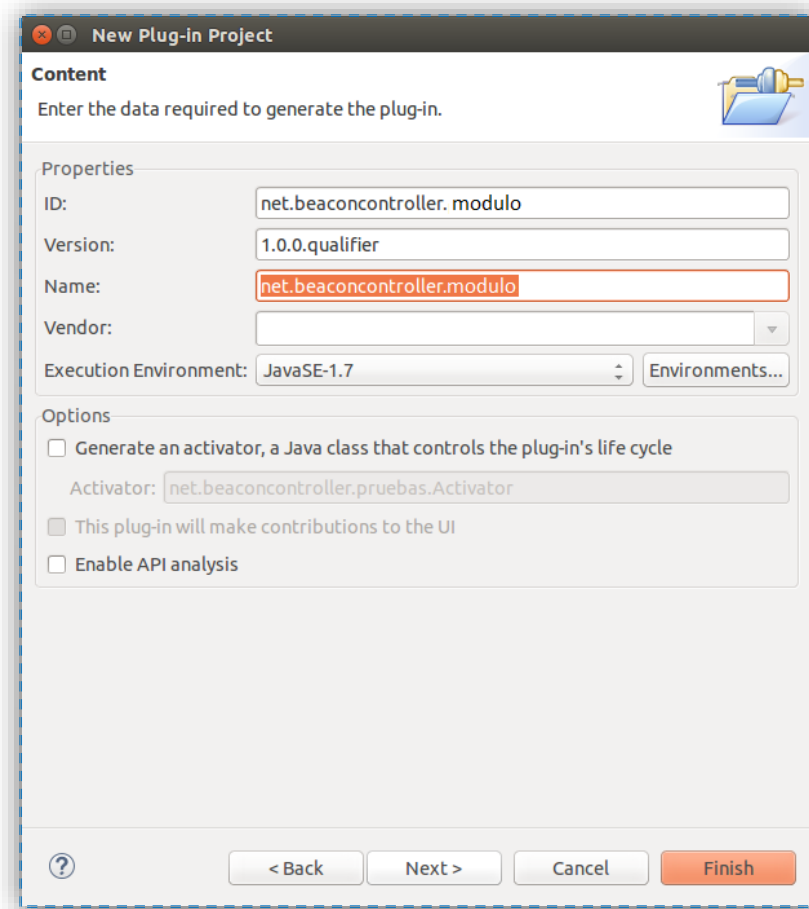 New Plug-in Project
Content
Enter the data required to generate the plug-in.
Properties
ID: net.beaconcontroller. modulo
Version: 1.0.0.qualifier
Name: net.beaconcontroller.modulo
Vendor:
Execution Environment: JavaSE-1.7 Environments...
Options
Generate an activator, a Java class that controls the plug-in's life cycle
Activator: net.beaconcontroller.pruebas.Activator
This plug-in will make contributions to the UI
Enable API analysis
? < Back Next > Cancel Finish